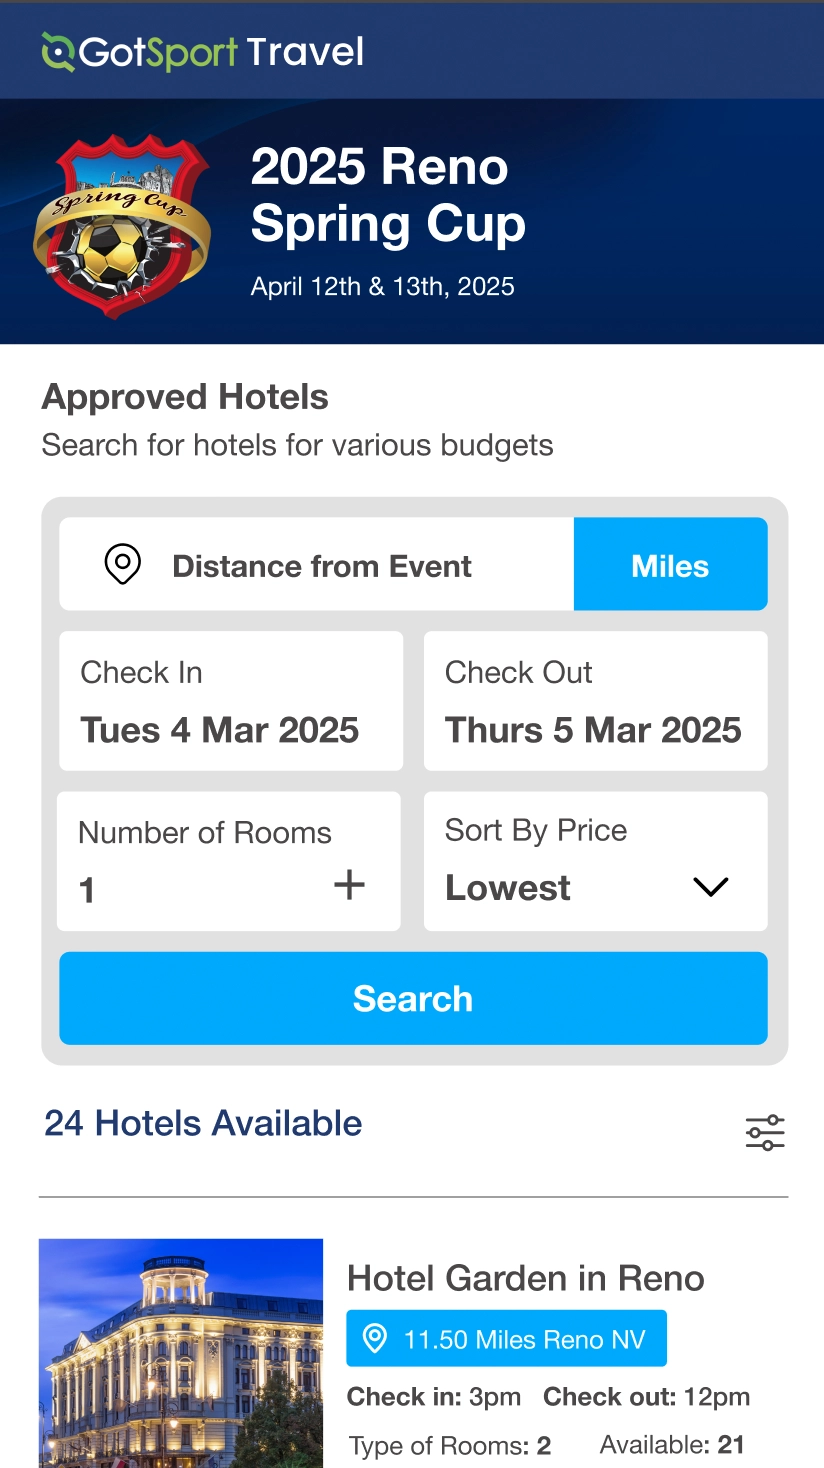 GotSport Travel
Spring Cup
2025 Reno
Spring Cup
April 12th & 13th, 2025
Approved Hotels
Search for hotels for various budgets
Distance from Event
Miles
Check In
Check Out
Tues 4 Mar 2025
Thurs 5 Mar 2025
Number of Rooms
Sort By Price
1
Lowest
Search
24 Hotels Available
Hotel Garden in Reno
11.50 Miles Reno NV
Check in: 3pm Check out: 12pm
Type of Rooms: 2 Available: 21